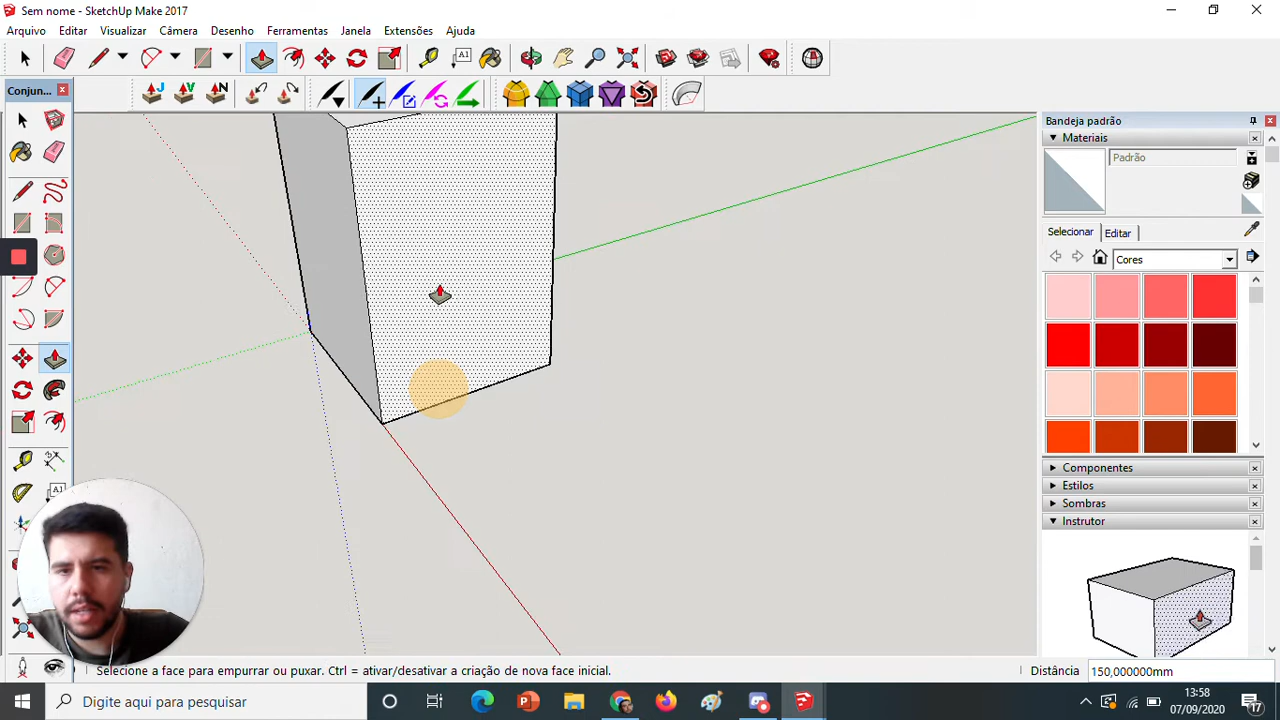 Sem nome - SketchUp Make 2017
Arquivo Editar Visualizar Câmera Desenho Ferramentas Janela Extensões Ajuda
A1
J V N
Conjun...
Bandeja padrão
Materiais
Padrão
Selecionar Editar
Cores
A1
Componentes
Estilos
Sombras
Instrutor
Selecione a face para empurrar ou puxar. Ctrl = ativar/desativar a criação de nova face inicial.
Distância 150,000000mm
Digite aqui para pesquisar
13:58
07/09/2020
17